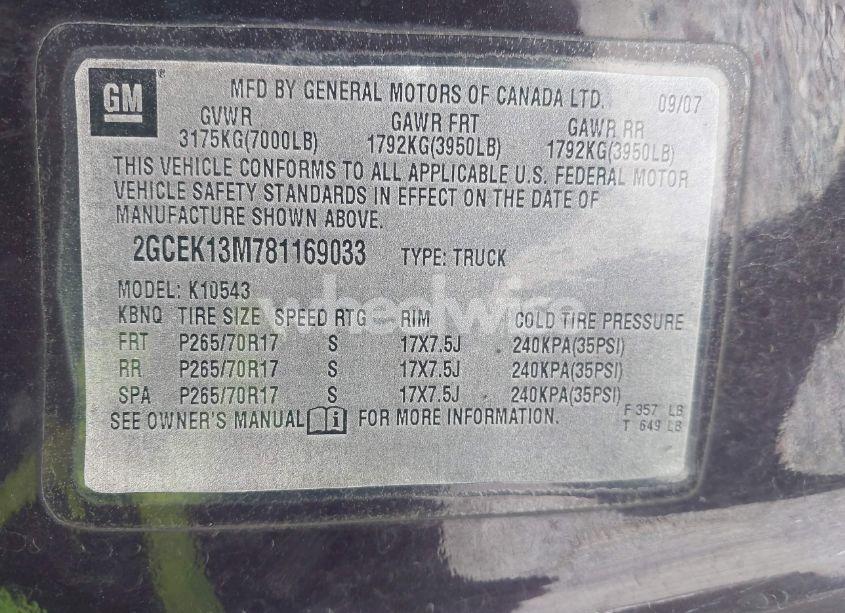 GM ® MFD BY GENERAL MOTORS OF CANADA LTD. 09/07
GVWR GAWR FRT GAWR RR
3175KG(7000LB) 1792KG(3950LB) 1792KG(3950LB)
THIS VEHICLE CONFORMS TO ALL APPLICABLE U.S. FEDERAL MOTOR
VEHICLE SAFETY STANDARDS IN EFFECT ON THE DATE OF
MANUFACTURE SHOWN ABOVE.
2GCEK13M781169033 TYPE: TRUCK
MODEL: K10543
wheelwise
KBNQ TIRE SIZE SPEED RTG RIM COLD TIRE PRESSURE
FRT P265/70R17 S 17X7.5J 240KPA(35PSI)
RR P265/70R17 S 17X7.5J 240KPA(35PSI)
SPA P265/70R17 S 17X7.5J 240KPA(35PSI)
SEE OWNER'S MANUAL i FOR MORE INFORMATION.
F 357 LB
T 649 LB